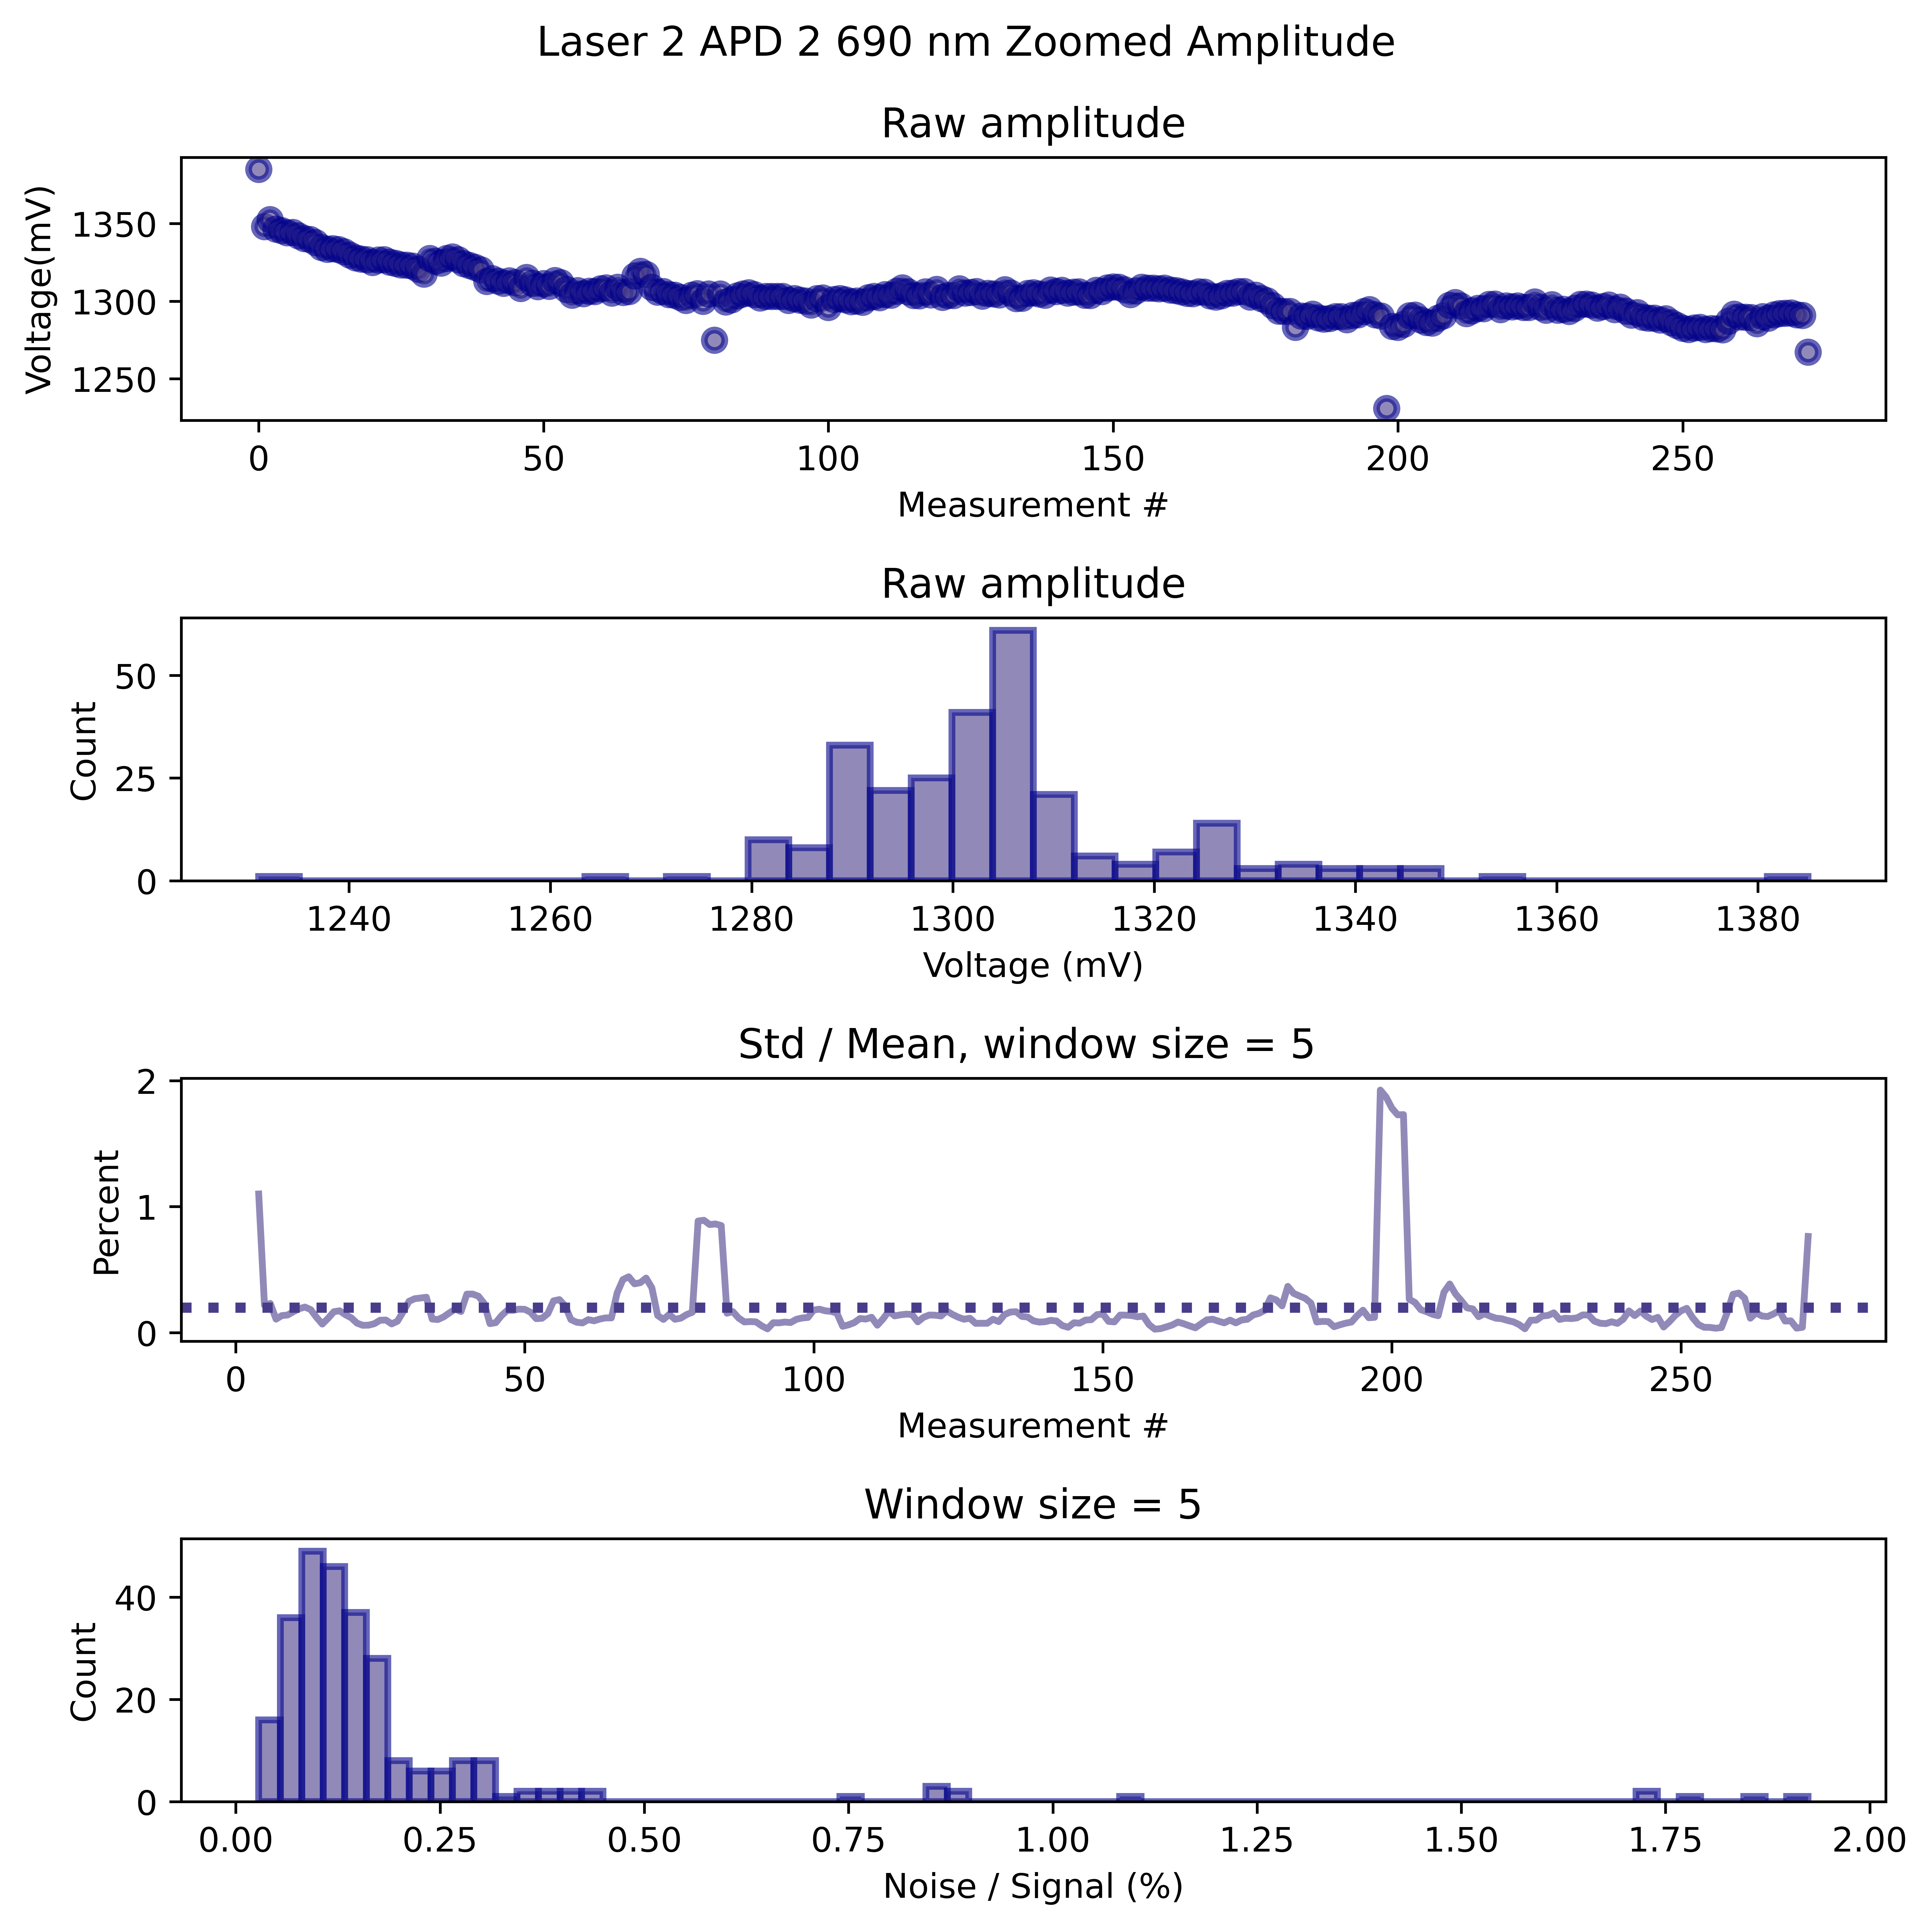 Laser 2 APD 2 690 nm Zoomed Amplitude
Raw amplitude
Voltage(mV)
1350
1300
1250
0 50 100 150 200 250
Measurement #
Raw amplitude
Count
50
25
0
1240 1260 1280 1300 1320 1340 1360 1380
Voltage (mV)
Std / Mean, window size = 5
Percent
2
1
0
0 50 100 150 200 250
Measurement #
Window size = 5
Count
40
20
0
0.00 0.25 0.50 0.75 1.00 1.25 1.50 1.75 2.00
Noise / Signal (%)